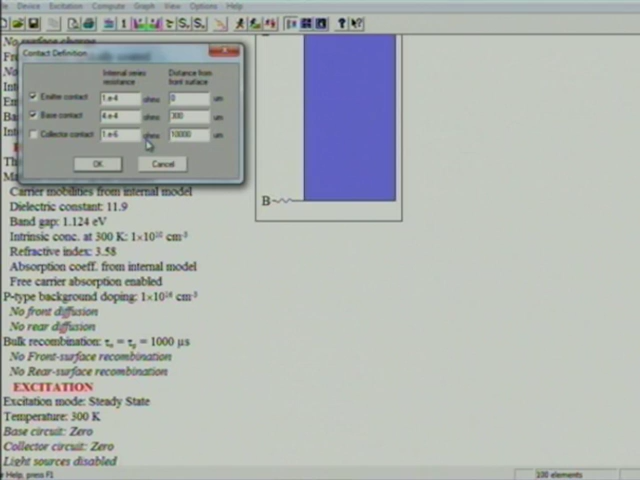 Device Excitation Compute Graph View Options Help
No surface charge
Contact Definition
Internal series resistance
Distance from front surface
Emitter contact 1.e-4 ohms 0 um
Base contact 4.e-4 ohms 300 um
Collector contact 1.e-6 ohms 10000 um
OK Cancel
B
Carrier mobilities from internal model
Dielectric constant: 11.9
Band gap: 1.124 eV
Intrinsic conc. at 300 K: 1×10¹⁰ cm⁻³
Refractive index: 3.58
Absorption coeff. from internal model
Free carrier absorption enabled
P-type background doping: 1×10¹⁶ cm⁻³
No front diffusion
No rear diffusion
Bulk recombination: τₙ = τₚ = 1000 µs
No Front-surface recombination
No Rear-surface recombination
EXCITATION
Excitation mode: Steady State
Temperature: 300 K
Base circuit: Zero
Collector circuit: Zero
Light sources disabled
Help, press F1
100 elements